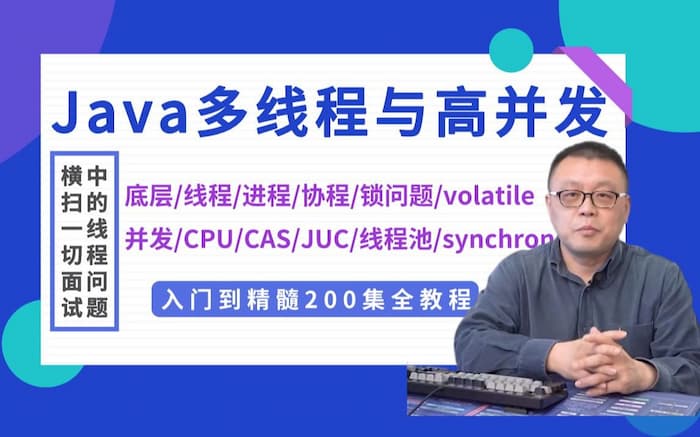 Java多线程与高并发
横扫一切面试
中的线程问题
底层/线程/进程/协程/锁问题/volatile
并发/CPU/CAS/JUC/线程池/synchron
入门到精髓200集全教程